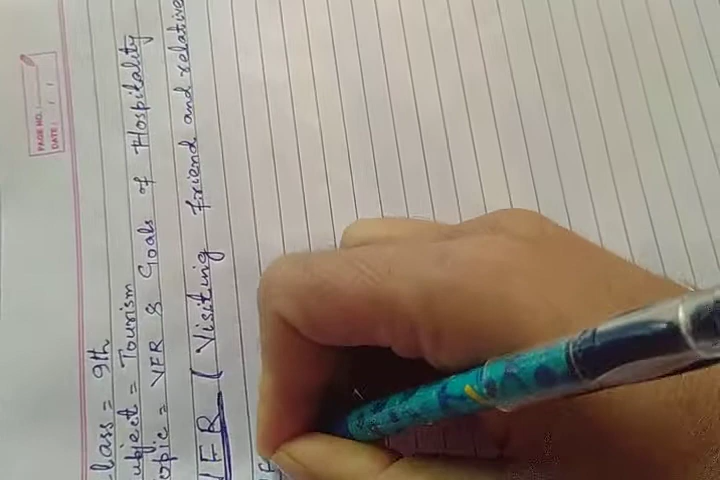 PAGE NO.:
DATE: / /
lass = 9th
ubject = Tourism
opic = VFR & Goals of Hospitality
VFR ( Visiting friend and relative